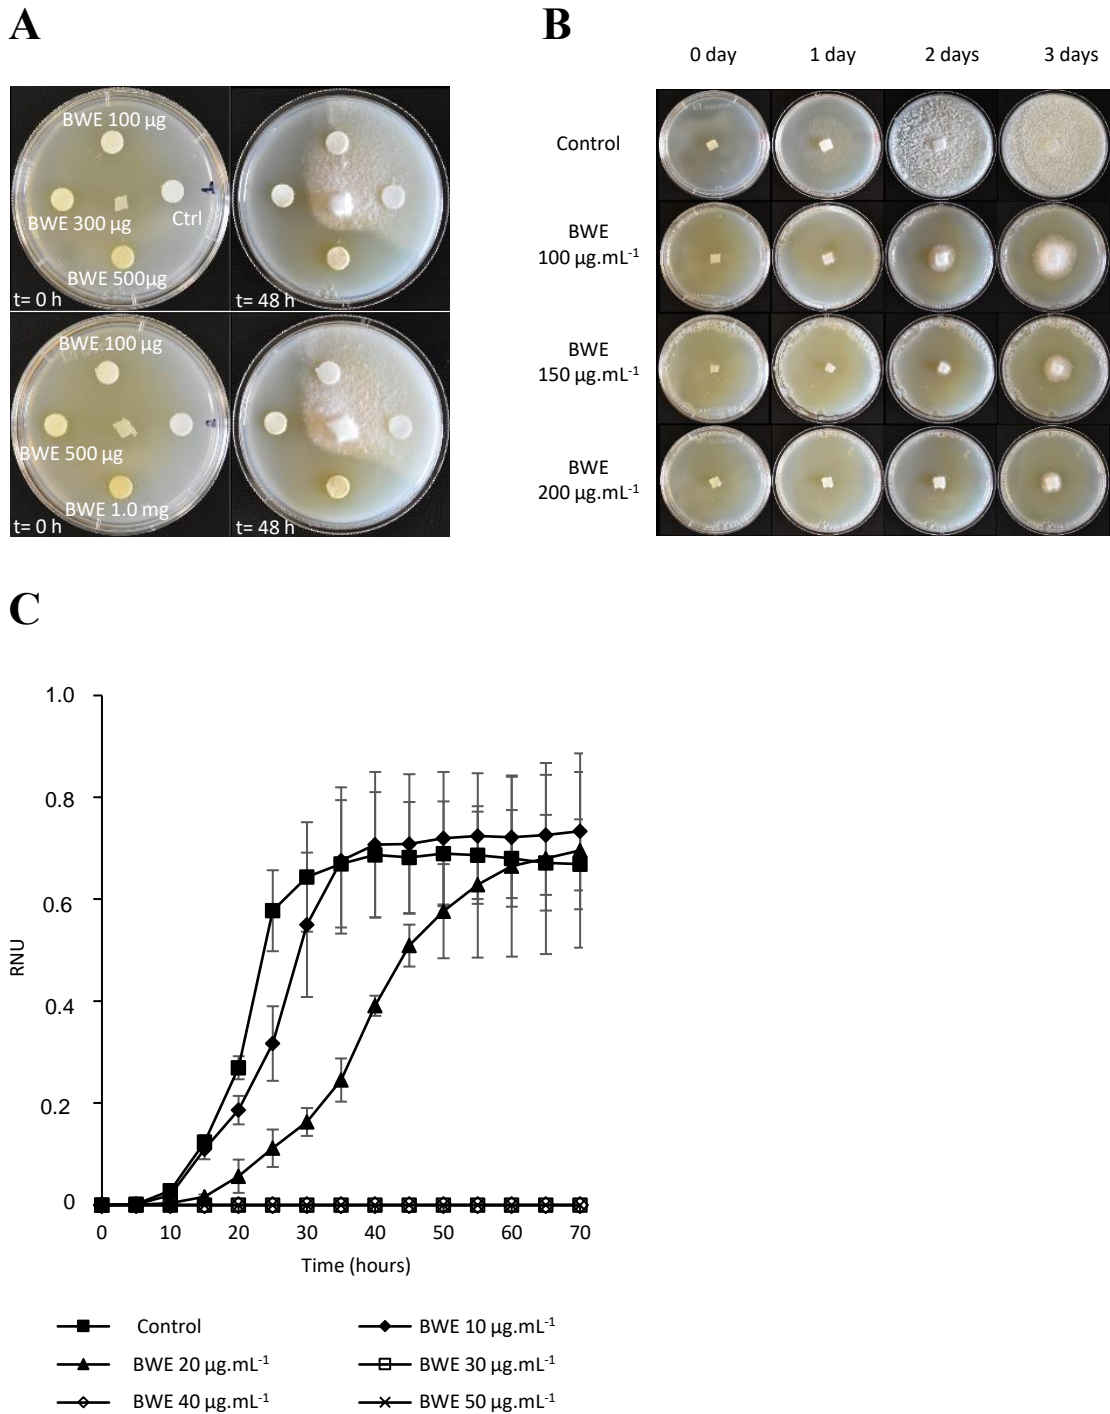 A
BWE 100 µg
BWE 300 µg
Ctrl
BWE 500µg
t= 0 h
t= 48 h
BWE 100 µg
BWE 500 µg
BWE 1.0 mg
t= 0 h
t= 48 h
B
0 day 1 day 2 days 3 days
Control
BWE
100 µg.mL-1
BWE
150 µg.mL-1
BWE
200 µg.mL-1
C
1.0
0.8
0.6
0.4
0.2
0
RNU
0 10 20 30 40 50 60 70
Time (hours)
Control
BWE 10 µg.mL-1
BWE 20 µg.mL-1
BWE 30 µg.mL-1
BWE 40 µg.mL-1
BWE 50 µg.mL-1